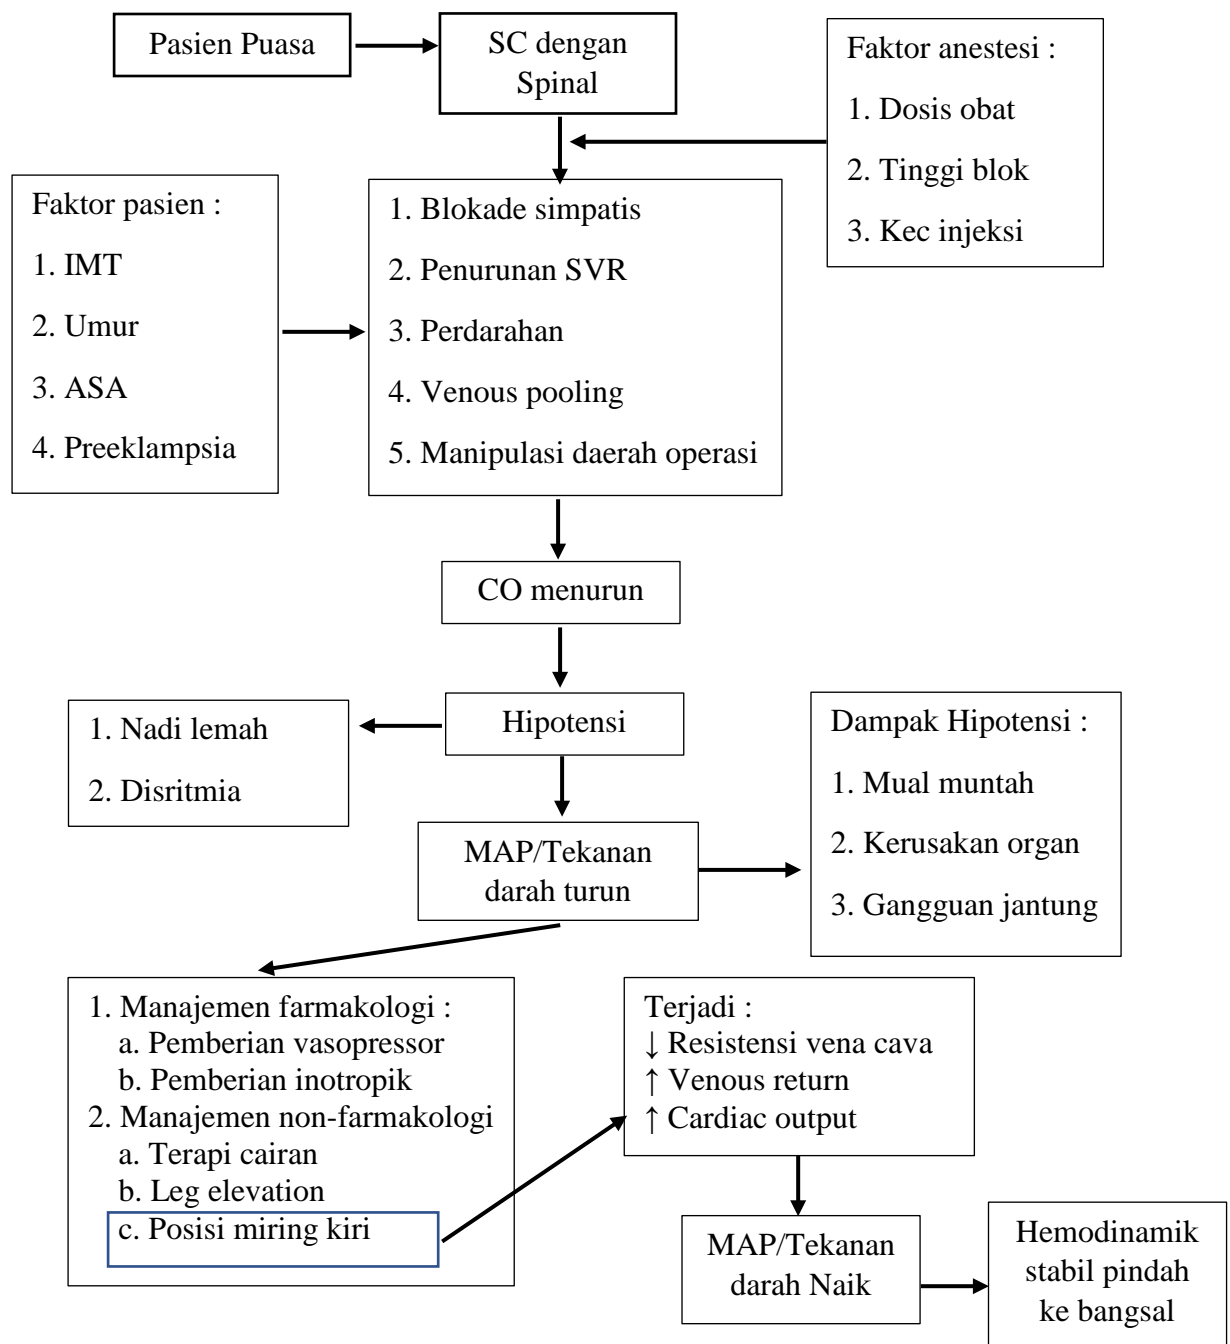 Pasien Puasa
SC dengan
Spinal
Faktor anestesi :
1. Dosis obat
2. Tinggi blok
3. Kec injeksi
Faktor pasien :
1. IMT
2. Umur
3. ASA
4. Preeklampsia
1. Blokade simpatis
2. Penurunan SVR
3. Perdarahan
4. Venous pooling
5. Manipulasi daerah operasi
CO menurun
Hipotensi
1. Nadi lemah
2. Disritmia
Dampak Hipotensi :
1. Mual muntah
2. Kerusakan organ
3. Gangguan jantung
MAP/Tekanan
darah turun
1. Manajemen farmakologi :
a. Pemberian vasopressor
b. Pemberian inotropik
2. Manajemen non-farmakologi
a. Terapi cairan
b. Leg elevation
c. Posisi miring kiri
Terjadi :
↓ Resistensi vena cava
↑ Venous return
↑ Cardiac output
MAP/Tekanan
darah Naik
Hemodinamik
stabil pindah
ke bangsal